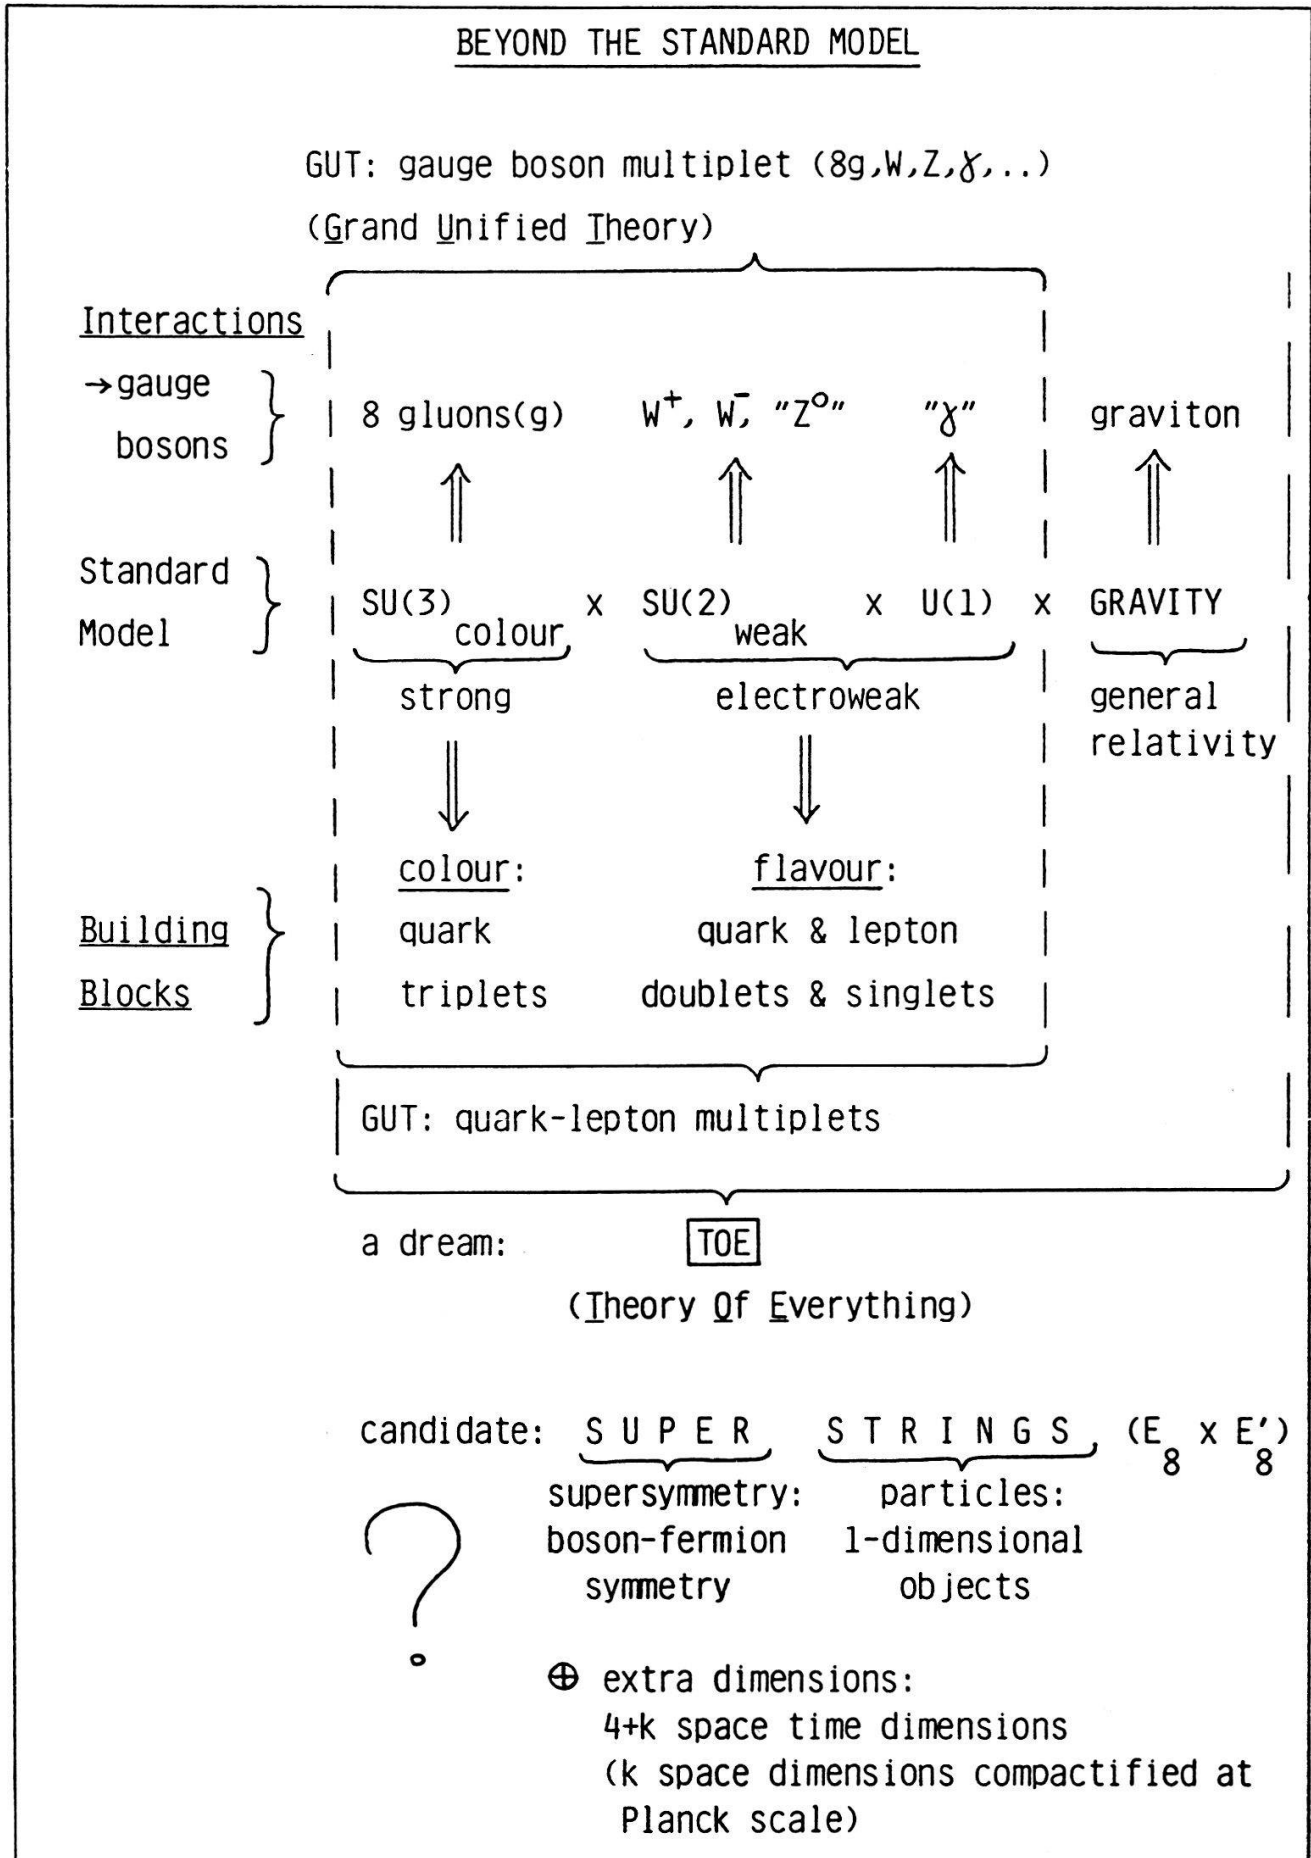 BEYOND THE STANDARD MODEL
GUT: gauge boson multiplet (8g,W,Z,γ,..)
(Grand Unified Theory)
Interactions
→gauge
bosons
8 gluons(g) W⁺, W⁻, "Z⁰" "γ" graviton
Standard
Model
SU(3)colour x SU(2)weak x U(1) x GRAVITY
strong electroweak general
relativity
colour: flavour:
Building
Blocks
quark quark & lepton
triplets doublets & singlets
GUT: quark-lepton multiplets
a dream: TOE
(Theory Of Everything)
candidate: SUPER STRINGS, (E₈ x E'₈)
supersymmetry: particles:
boson-fermion 1-dimensional
symmetry objects
?
⊕ extra dimensions:
4+k space time dimensions
(k space dimensions compactified at
Planck scale)